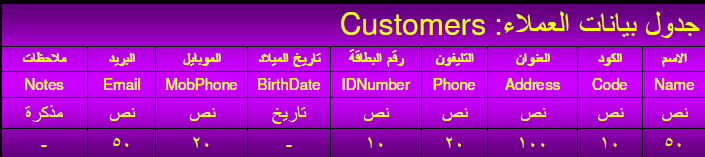 جدول بيانات العملاء: Customers
الاسم الكود العنوان التليفون رقم البطاقة تاريخ الميلاد الموبايل البريد ملاحظات
Name Code Address Phone IDNumber BirthDate MobPhone Email Notes
نص نص نص نص نص تاريخ نص نص مذكرة
٥٠ ١٠ ١٠٠ ٢٠ ١٠ - ٢٠ ٥٠ -